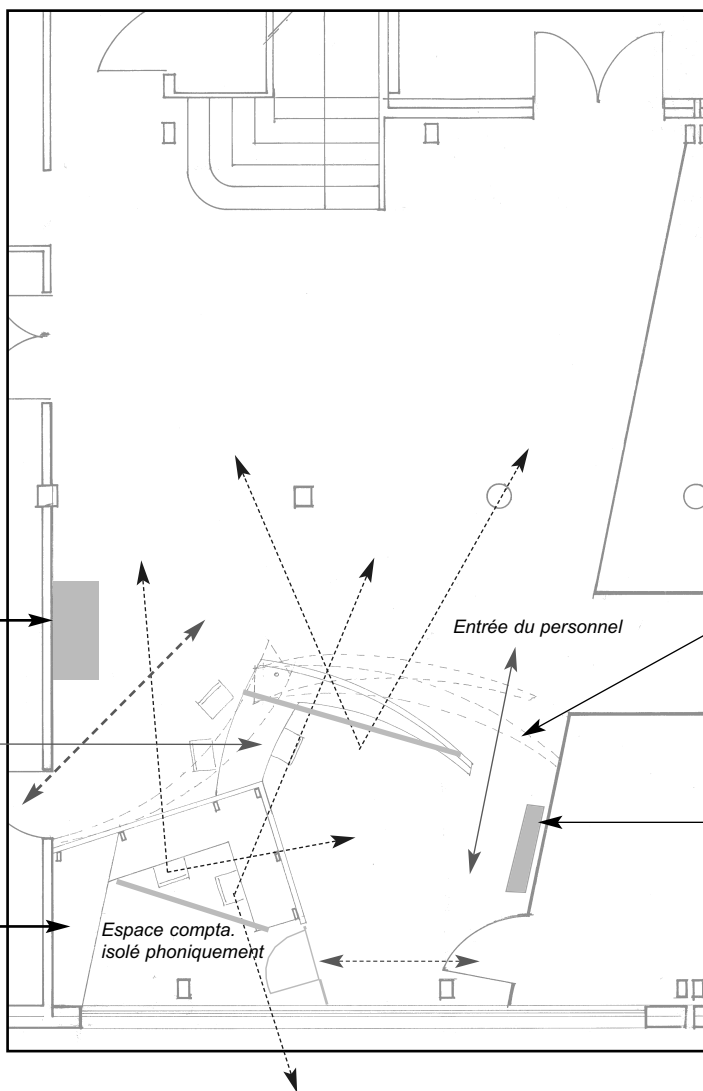 Entrée du personnel
Espace compta.
isolé phoniquement